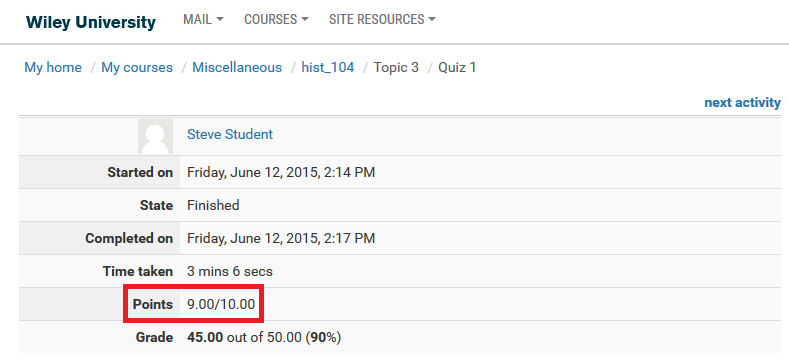 Wiley University MAIL COURSES SITE RESOURCES
My home / My courses / Miscellaneous / hist_104 / Topic 3 / Quiz 1
next activity
Steve Student
Started on Friday, June 12, 2015, 2:14 PM
State Finished
Completed on Friday, June 12, 2015, 2:17 PM
Time taken 3 mins 6 secs
Points 9.00/10.00
Grade 45.00 out of 50.00 (90%)